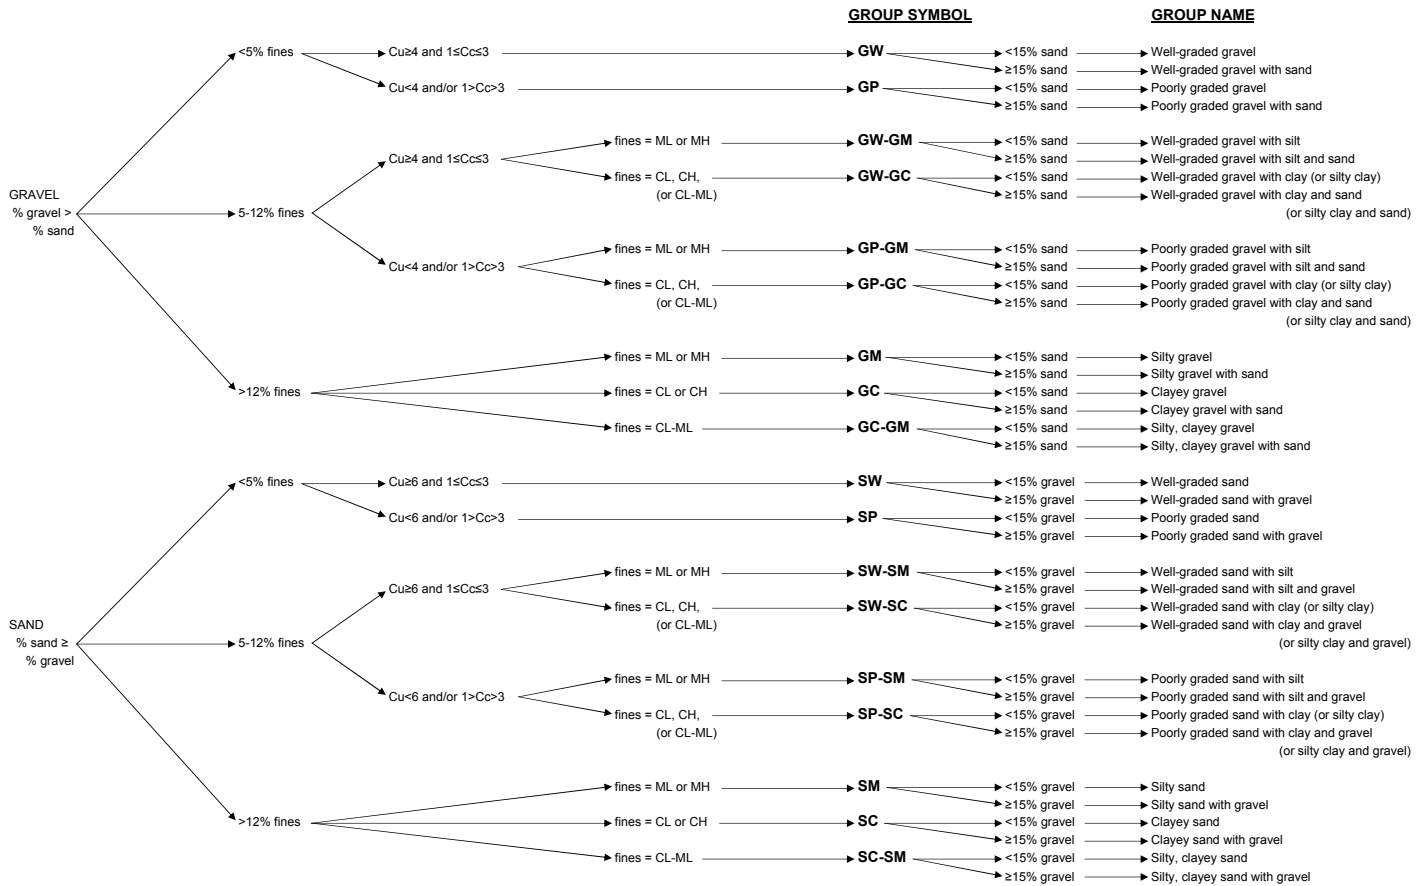 GROUP SYMBOL GROUP NAME
<5% fines Cu≥4 and 1≤Cc≤3 GW <15% sand Well-graded gravel
≥15% sand Well-graded gravel with sand
Cu<4 and/or 1>Cc>3 GP <15% sand Poorly graded gravel
≥15% sand Poorly graded gravel with sand
fines = ML or MH GW-GM <15% sand Well-graded gravel with silt
Cu≥4 and 1≤Cc≤3 ≥15% sand Well-graded gravel with silt and sand
fines = CL, CH, GW-GC <15% sand Well-graded gravel with clay (or silty clay)
GRAVEL (or CL-ML) ≥15% sand Well-graded gravel with clay and sand
% gravel > 5-12% fines (or silty clay and sand)
% sand
fines = ML or MH GP-GM <15% sand Poorly graded gravel with silt
Cu<4 and/or 1>Cc>3 ≥15% sand Poorly graded gravel with silt and sand
fines = CL, CH, GP-GC <15% sand Poorly graded gravel with clay (or silty clay)
(or CL-ML) ≥15% sand Poorly graded gravel with clay and sand
(or silty clay and sand)
fines = ML or MH GM <15% sand Silty gravel
≥15% sand Silty gravel with sand
>12% fines fines = CL or CH GC <15% sand Clayey gravel
≥15% sand Clayey gravel with sand
fines = CL-ML GC-GM <15% sand Silty, clayey gravel
≥15% sand Silty, clayey gravel with sand
<5% fines Cu≥6 and 1≤Cc≤3 SW <15% gravel Well-graded sand
≥15% gravel Well-graded sand with gravel
Cu<6 and/or 1>Cc>3 SP <15% gravel Poorly graded sand
≥15% gravel Poorly graded sand with gravel
fines = ML or MH SW-SM <15% gravel Well-graded sand with silt
Cu≥6 and 1≤Cc≤3 ≥15% gravel Well-graded sand with silt and gravel
fines = CL, CH, SW-SC <15% gravel Well-graded sand with clay (or silty clay)
SAND (or CL-ML) ≥15% gravel Well-graded sand with clay and gravel
% sand ≥ 5-12% fines (or silty clay and gravel)
% gravel
fines = ML or MH SP-SM <15% gravel Poorly graded sand with silt
Cu<6 and/or 1>Cc>3 ≥15% gravel Poorly graded sand with silt and gravel
fines = CL, CH, SP-SC <15% gravel Poorly graded sand with clay (or silty clay)
(or CL-ML) ≥15% gravel Poorly graded sand with clay and gravel
(or silty clay and gravel)
fines = ML or MH SM <15% gravel Silty sand
≥15% gravel Silty sand with gravel
>12% fines fines = CL or CH SC <15% gravel Clayey sand
≥15% gravel Clayey sand with gravel
fines = CL-ML SC-SM <15% gravel Silty, clayey sand
≥15% gravel Silty, clayey sand with gravel